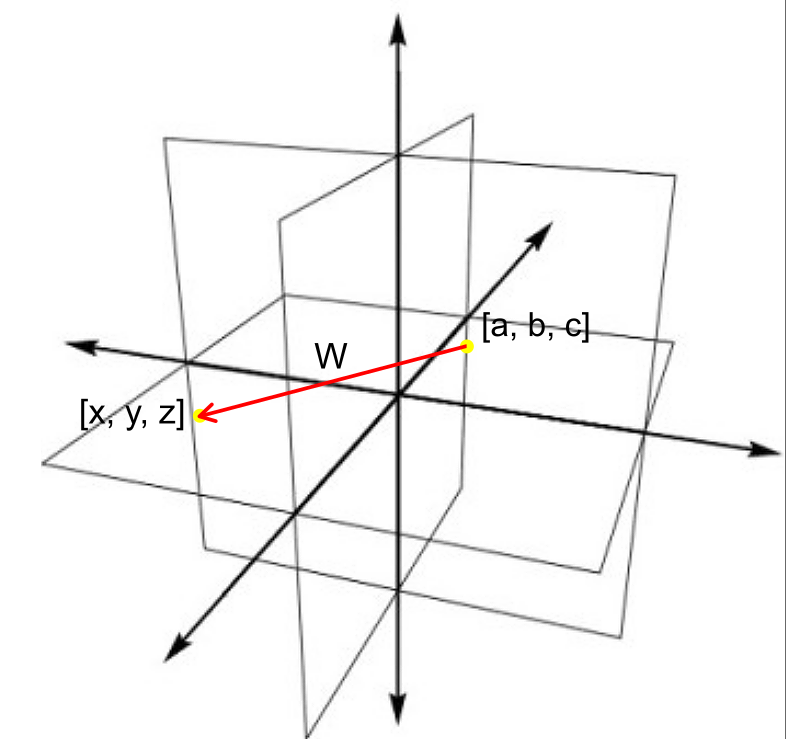 [a, b, c]
W
[x, y, z]